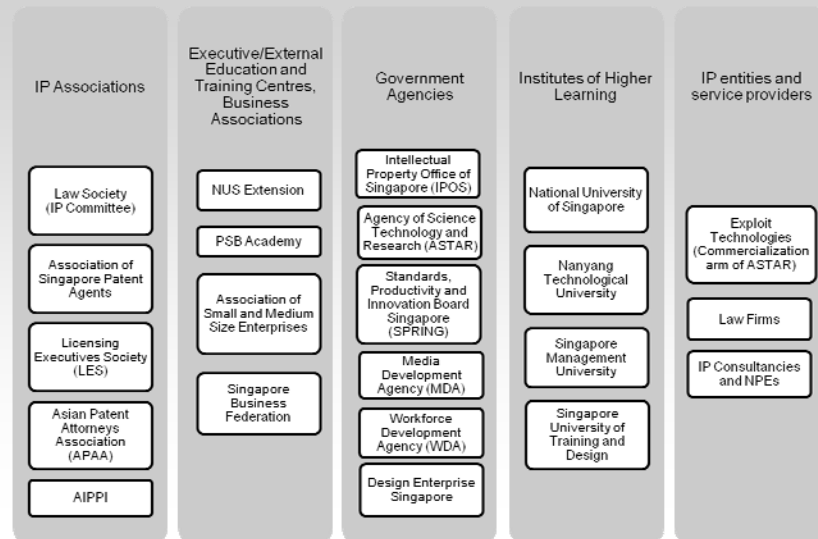 IP Associations
Law Society
(IP Committee)
Association of
Singapore Patent
Agents
Licensing
Executives Society
(LES)
Asian Patent
Attorneys
Association
(APAA)
AIPPI
Executive/External
Education and
Training Centres,
Business
Associations
NUS Extension
PSB Academy
Association of
Small and Medium
Size Enterprises
Singapore
Business
Federation
Government
Agencies
Intellectual
Property Office of
Singapore (IPOS)
Agency of Science
Technology and
Research (ASTAR)
Standards,
Productivity and
Innovation Board
Singapore
(SPRING)
Media
Development
Agency (MDA)
Workforce
Development
Agency (WDA)
Design Enterprise
Singapore
Institutes of Higher
Learning
National University
of Singapore
Nanyang
Technological
University
Singapore
Management
University
Singapore
University of
Training and
Design
IP entities and
service providers
Exploit
Technologies
(Commercialization
arm of ASTAR)
Law Firms
IP Consultancies
and NPEs